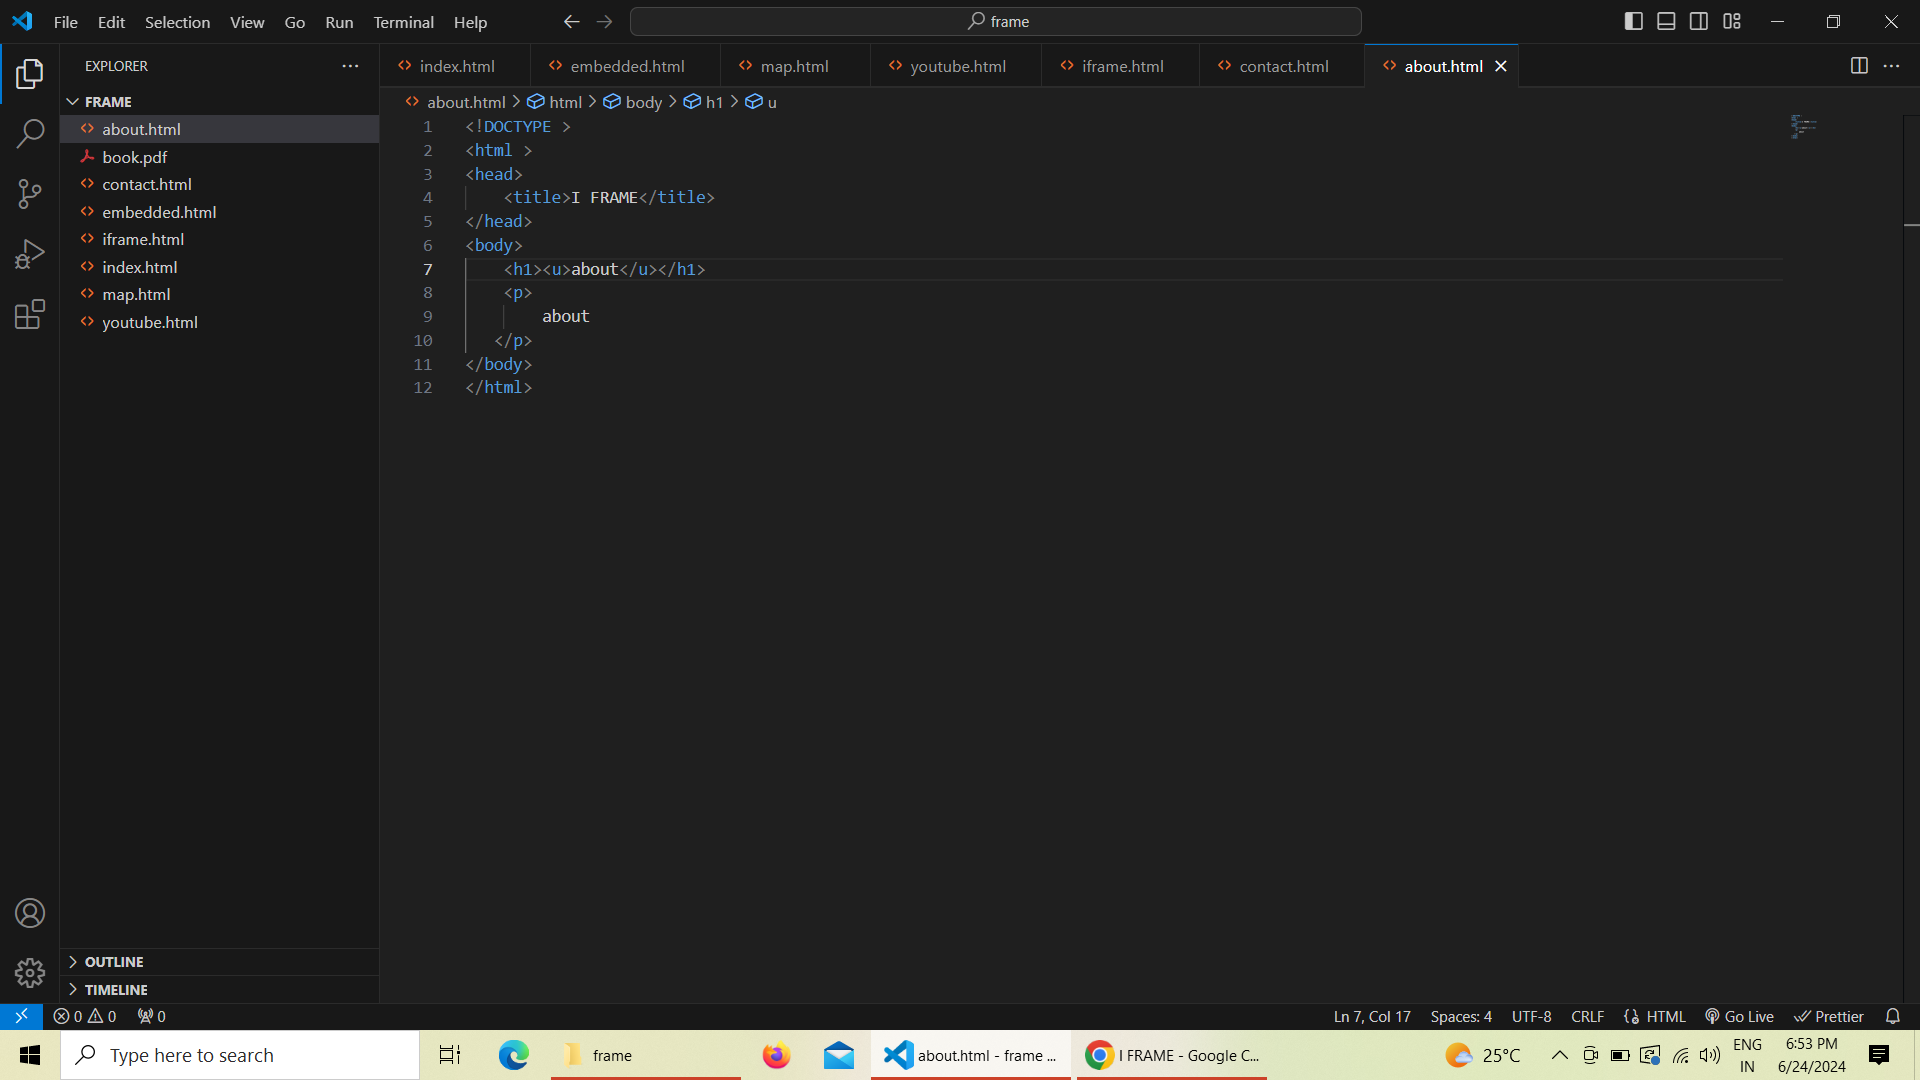 File Edit Selection View Go Run Terminal Help
frame
EXPLORER
index.html embedded.html map.html youtube.html iframe.html contact.html about.html
FRAME
about.html
book.pdf
contact.html
embedded.html
iframe.html
index.html
map.html
youtube.html
about.html > html > body > h1 > u
1 <!DOCTYPE >
2 <html >
3 <head>
4 <title>I FRAME</title>
5 </head>
6 <body>
7 <h1><u>about</u></h1>
8 <p>
9 about
10 </p>
11 </body>
12 </html>
OUTLINE
TIMELINE
0 0 0
Ln 7, Col 17 Spaces: 4 UTF-8 CRLF HTML Go Live Prettier
Type here to search
frame
about.html - frame ...
I FRAME - Google C...
25°C
ENG
IN
6:53 PM
6/24/2024